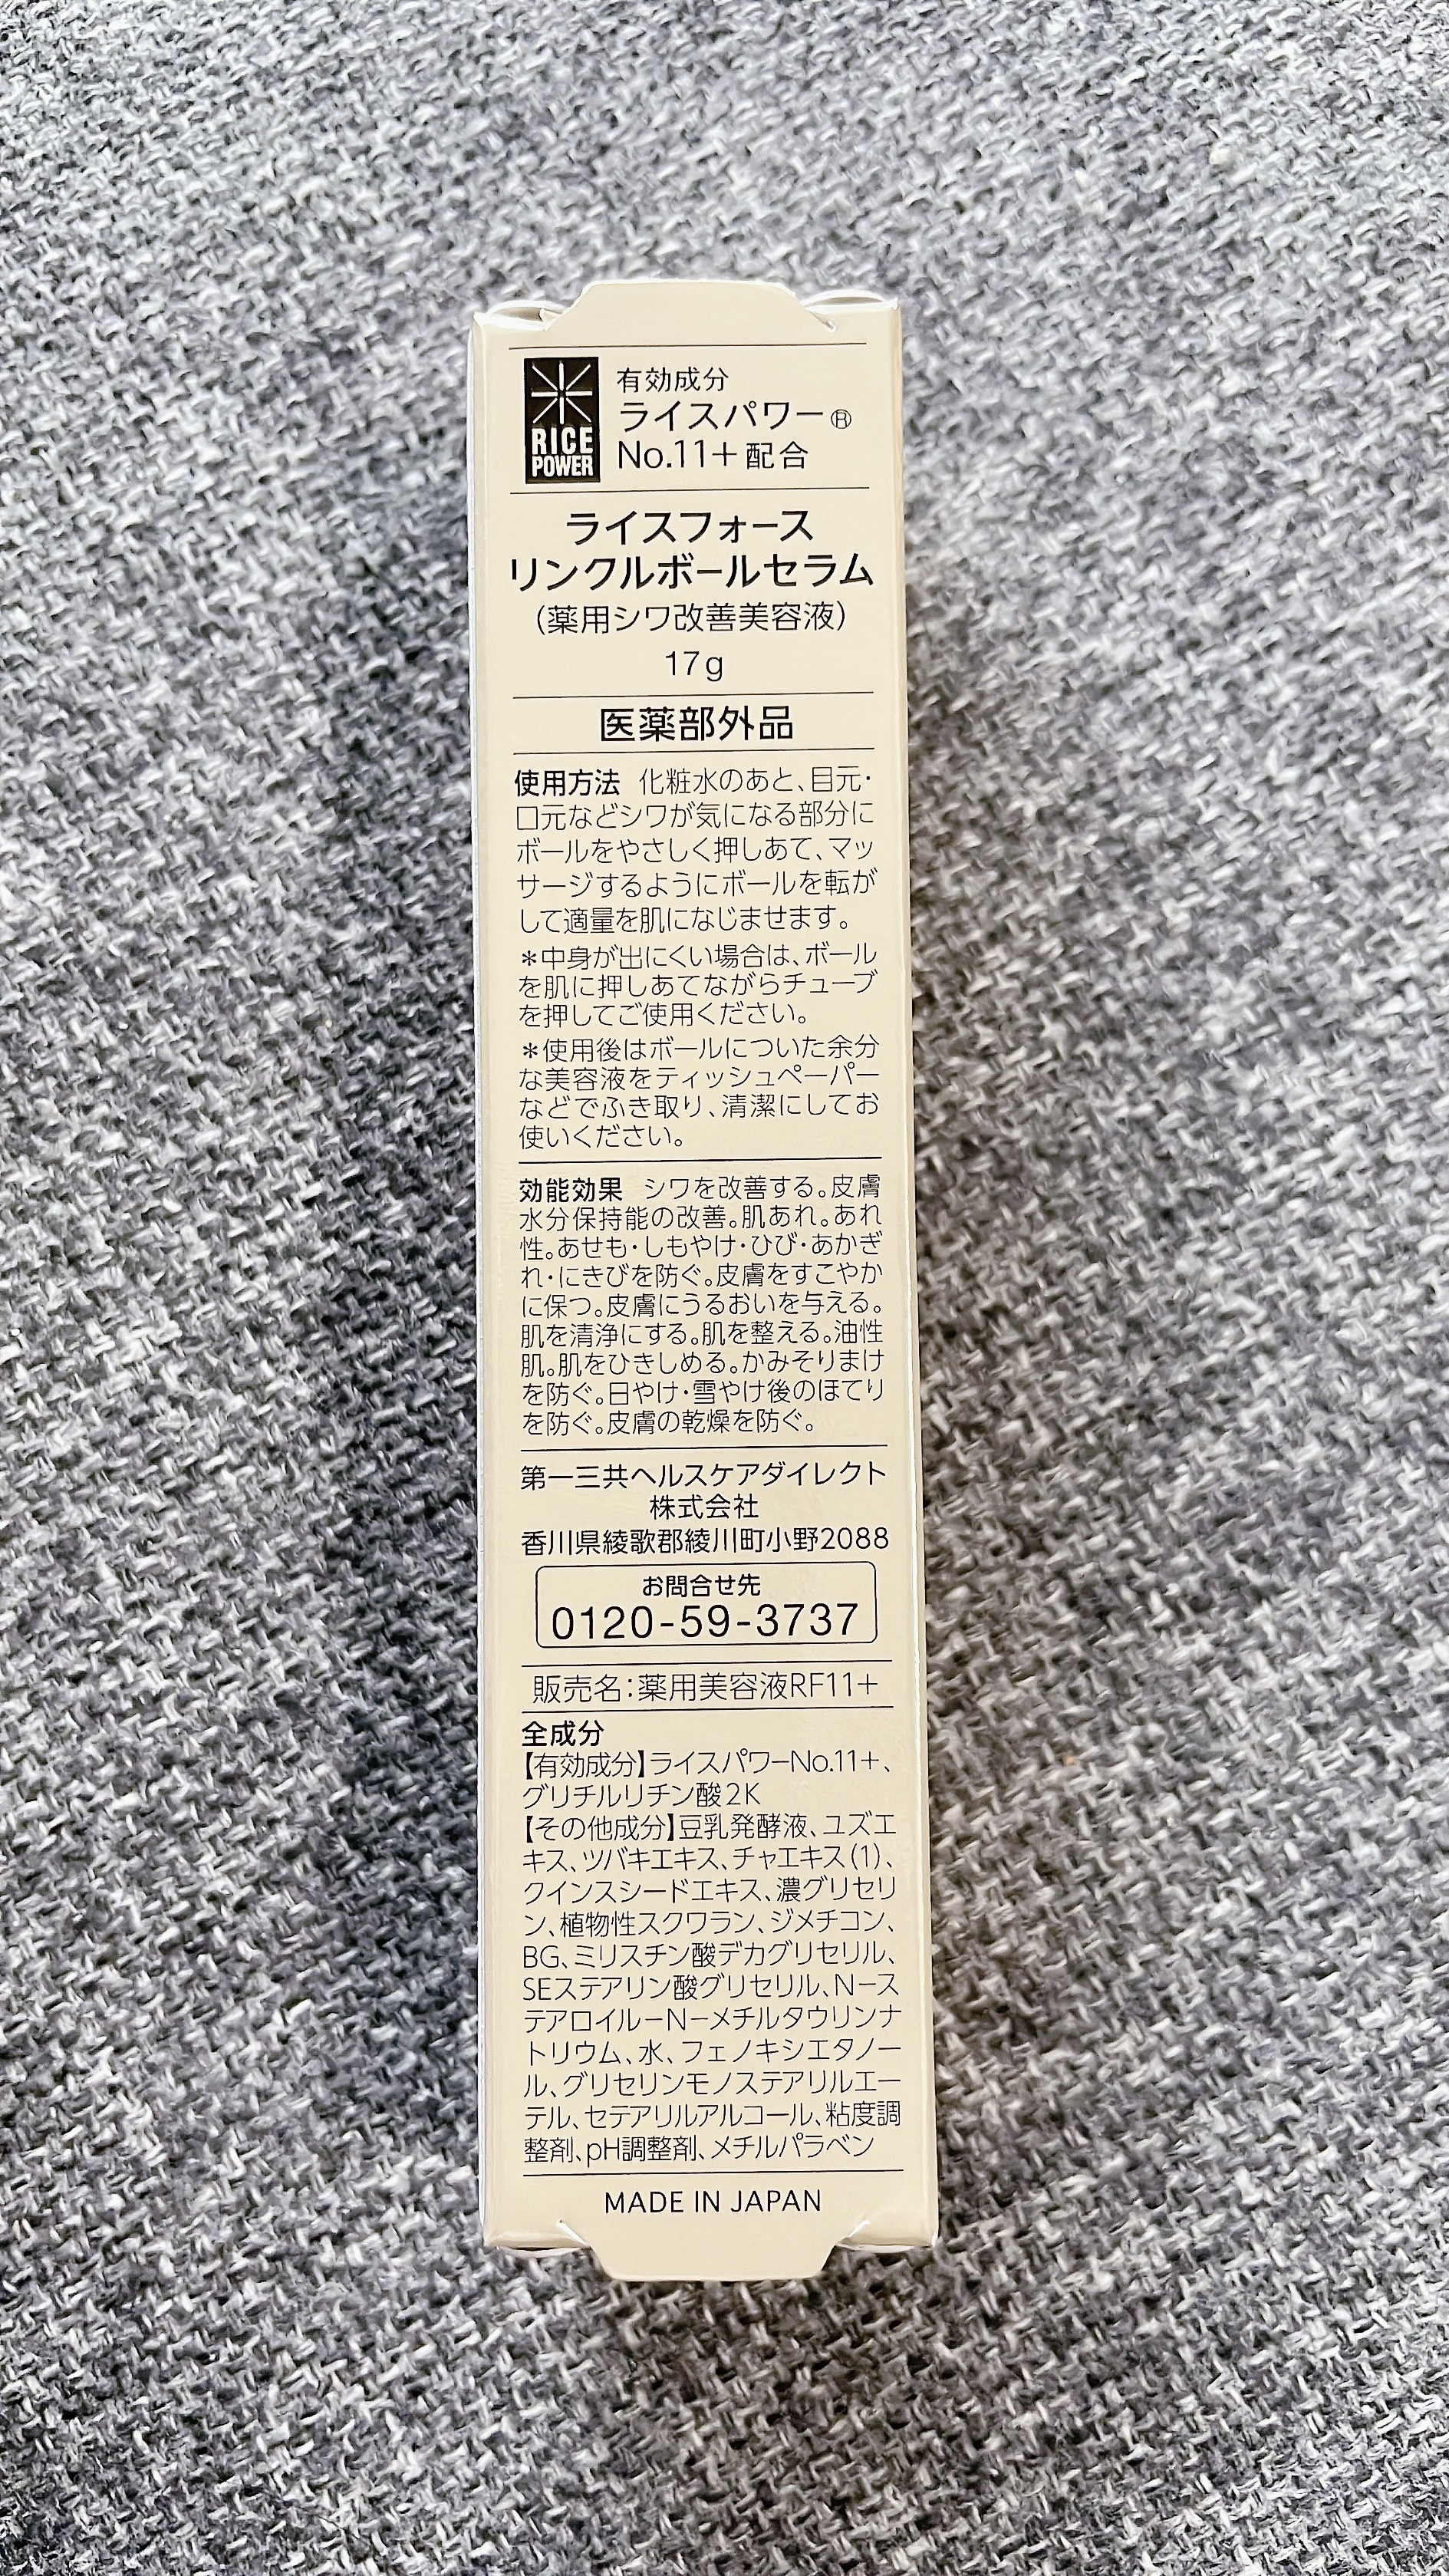 RICE
POWER
有効成分
ライスパワー®
No.11+配合
ライスフォース
リンクルボールセラム
(薬用シワ改善美容液)
17g
医薬部外品
使用方法 化粧水のあと、目元・
口元などシワが気になる部分に
ボールをやさしく押しあて、マッ
サージするようにボールを転が
して適量を肌になじませます。
＊中身が出にくい場合は、ボール
を肌に押しあてながらチューブ
を押してご使用ください。
＊使用後はボールについた余分
な美容液をティッシュペーパー
などでふき取り、清潔にしてお
使いください。
効能効果 シワを改善する。皮膚
水分保持能の改善。肌あれ。あれ
性。あせも・しもやけ・ひび・あかぎ
れ・にきびを防ぐ。皮膚をすこやか
に保つ。皮膚にうるおいを与える。
肌を清浄にする。肌を整える。油性
肌。肌をひきしめる。かみそりまけ
を防ぐ。日やけ・雪やけ後のほてり
を防ぐ。皮膚の乾燥を防ぐ。
第一三共ヘルスケアダイレクト
株式会社
香川県綾歌郡綾川町小野2088
お問合せ先
0120-59-3737
販売名:薬用美容液RF11+
全成分
【有効成分】ライスパワーNo.11+、
グリチルリチン酸2K
【その他成分】豆乳発酵液、ユズエ
キス、ツバキエキス、チャエキス(1)、
クインスシードエキス、濃グリセリ
ン、植物性スクワラン、ジメチコン、
BG、ミリスチン酸デカグリセリル、
SEステアリン酸グリセリル、N-ス
テアロイル-N-メチルタウリンナ
トリウム、水、フェノキシエタノー
ル、グリセリンモノステアリルエー
テル、セテアリルアルコール、粘度調
整剤、pH調整剤、メチルパラベン
MADE IN JAPAN